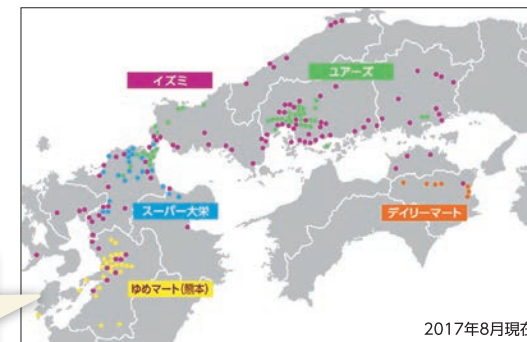 イズミ
ユアーズ
スーパー大栄
デイリーマート
ゆめマート(熊本)
2017年8月現在